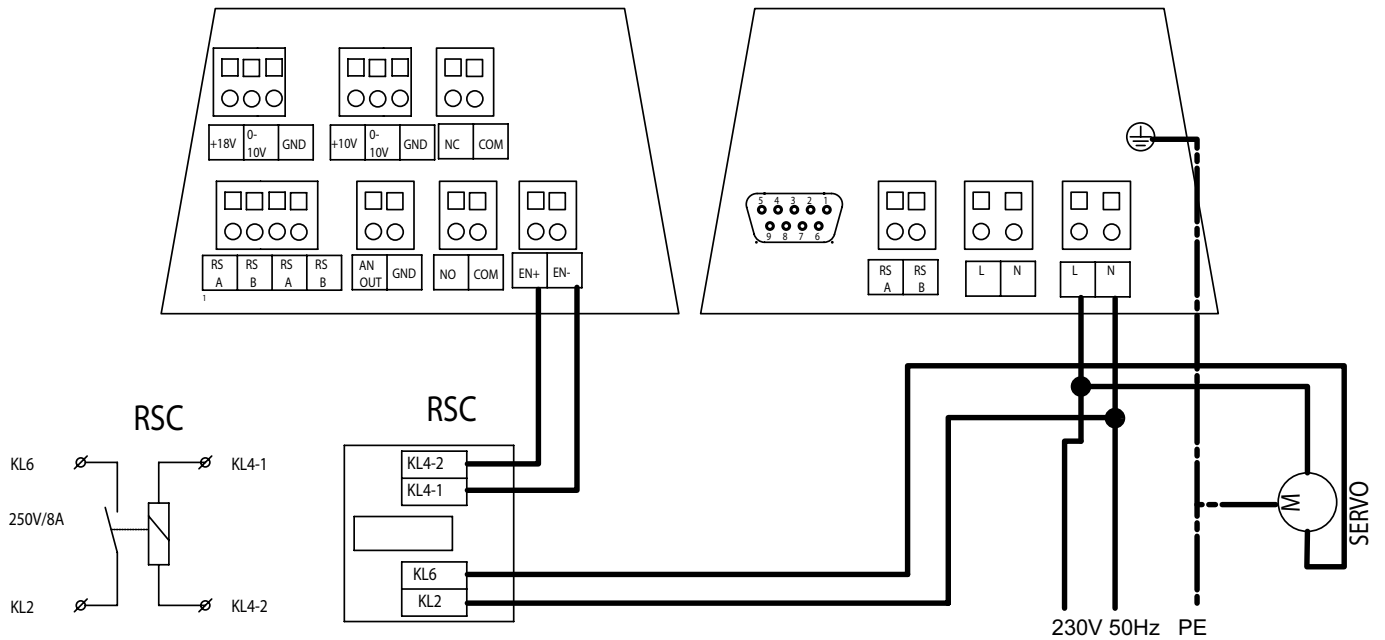 +18V 0-10V GND
+10V 0-10V GND
NC COM
RS A RS B RS A RS B
1
AN OUT GND
NO COM
EN+ EN-
5 4 3 2 1
9 8 7 6
RS A RS B
L N
L N
RSC
KL6 KL4-1
250V/8A
KL2 KL4-2
RSC
KL4-2
KL4-1
KL6
KL2
M
SERVO
230V 50Hz PE